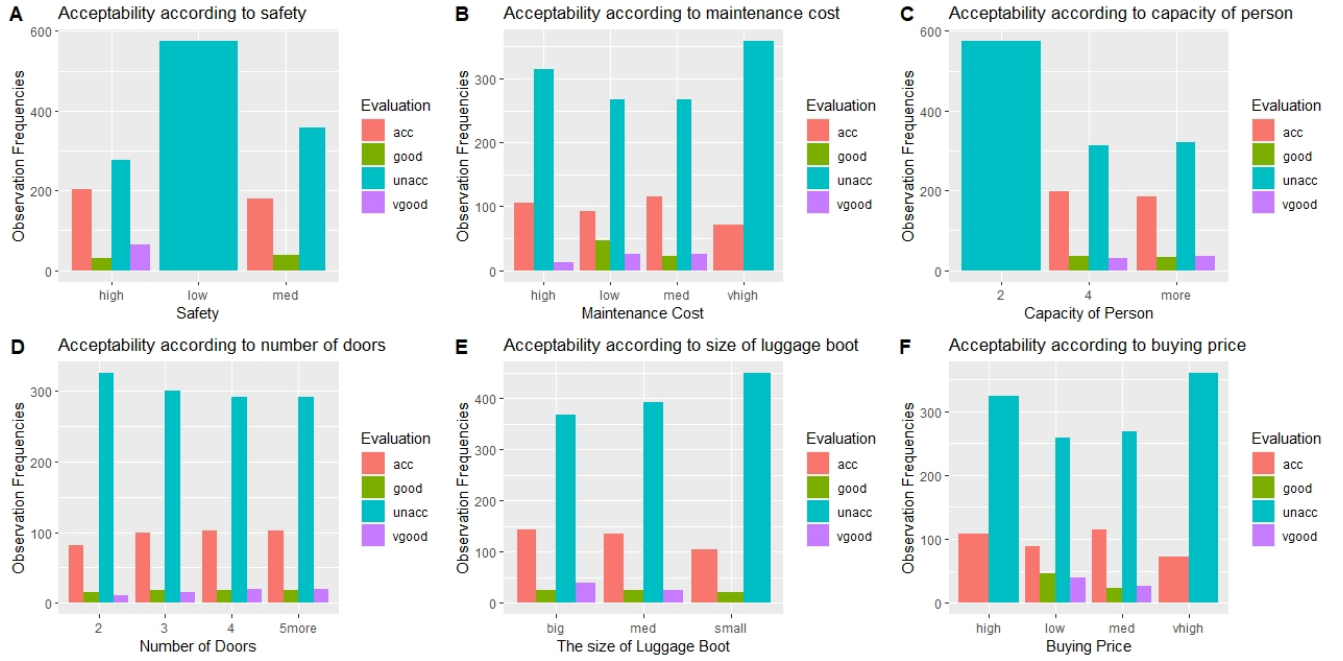 A Acceptability according to safety
Observation Frequencies
600
400
200
0
high low med
Safety
Evaluation
acc
good
unacc
vgood
B Acceptability according to maintenance cost
Observation Frequencies
300
200
100
0
high low med vhigh
Maintenance Cost
Evaluation
acc
good
unacc
vgood
C Acceptability according to capacity of person
Observation Frequencies
600
400
200
0
2 4 more
Capacity of Person
Evaluation
acc
good
unacc
vgood
D Acceptability according to number of doors
Observation Frequencies
300
200
100
0
2 3 4 5more
Number of Doors
Evaluation
acc
good
unacc
vgood
E Acceptability according to size of luggage boot
Observation Frequencies
400
300
200
100
0
big med small
The size of Luggage Boot
Evaluation
acc
good
unacc
vgood
F Acceptability according to buying price
Observation Frequencies
300
200
100
0
high low med vhigh
Buying Price
Evaluation
acc
good
unacc
vgood